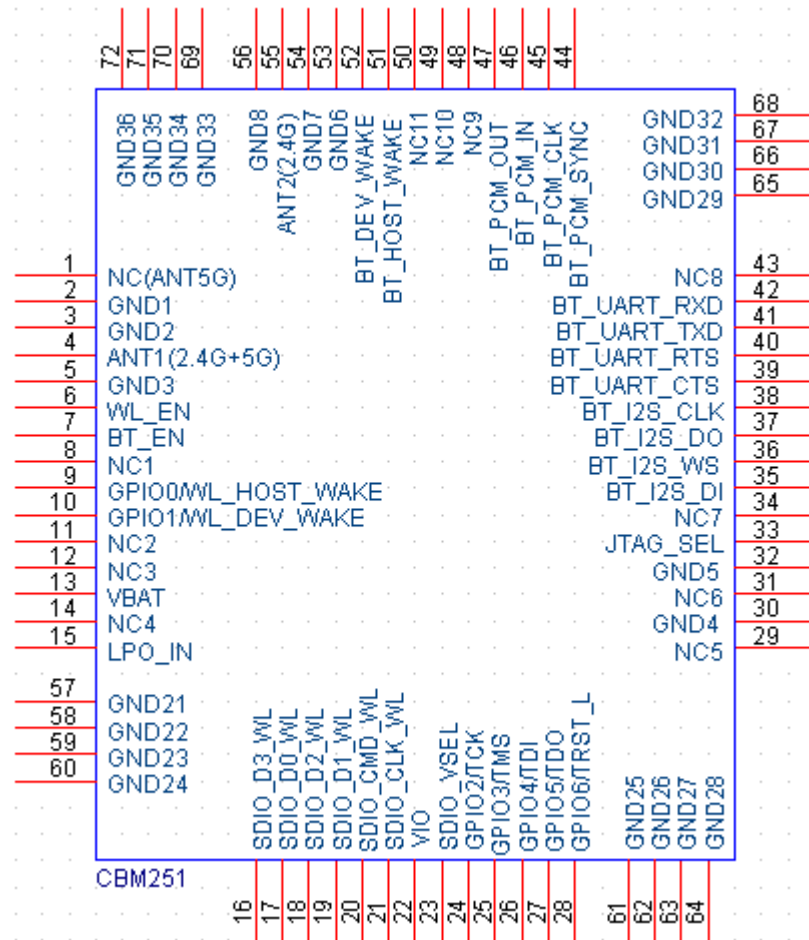 72 71 70 69 56 55 54 53 52 51 50 49 48 47 46 45 44
GND36
GND35
GND34
GND33
GND8
ANT2(2.4G)
GND7
GND6
BT_DEV_WAKE
BT_HOST_WAKE
NC11
NC10
NC9
BT_PCM_OUT
BT_PCM_IN
BT_PCM_CLK
BT_PCM_SYNC
GND32 68
GND31 67
GND30 66
GND29 65
1 NC(ANT5G)
2 GND1
3 GND2
4 ANT1(2.4G+5G)
5 GND3
6 WL_EN
7 BT_EN
8 NC1
9 GPIO0/WL_HOST_WAKE
10 GPIO1/WL_DEV_WAKE
11 NC2
12 NC3
13 VBAT
14 NC4
15 LPO_IN
NC8 43
BT_UART_RXD 42
BT_UART_TXD 41
BT_UART_RTS 40
BT_UART_CTS 39
BT_I2S_CLK 38
BT_I2S_DO 37
BT_I2S_WS 36
BT_I2S_DI 35
NC7 34
JTAG_SEL 33
GND5 32
NC6 31
GND4 30
NC5 29
57 GND21
58 GND22
59 GND23
60 GND24
SDIO_D3_WL
SDIO_D0_WL
SDIO_D2_WL
SDIO_D1_WL
SDIO_CMD_WL
SDIO_CLK_WL
VIO
SDIO_VSEL
GPIO2/TCK
GPIO3/TMS
GPIO4/TDI
GPIO5/TDO
GPIO6/TRST_L
GND25
GND26
GND27
GND28
CBM251
16 17 18 19 20 21 22 23 24 25 26 27 28 61 62 63 64